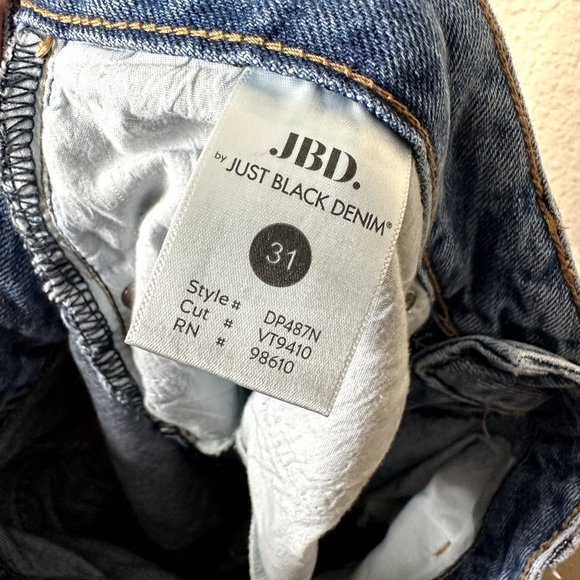 JBD.
by JUST BLACK DENIM®
31
Style # DP487N
Cut # VT9410
RN # 98610